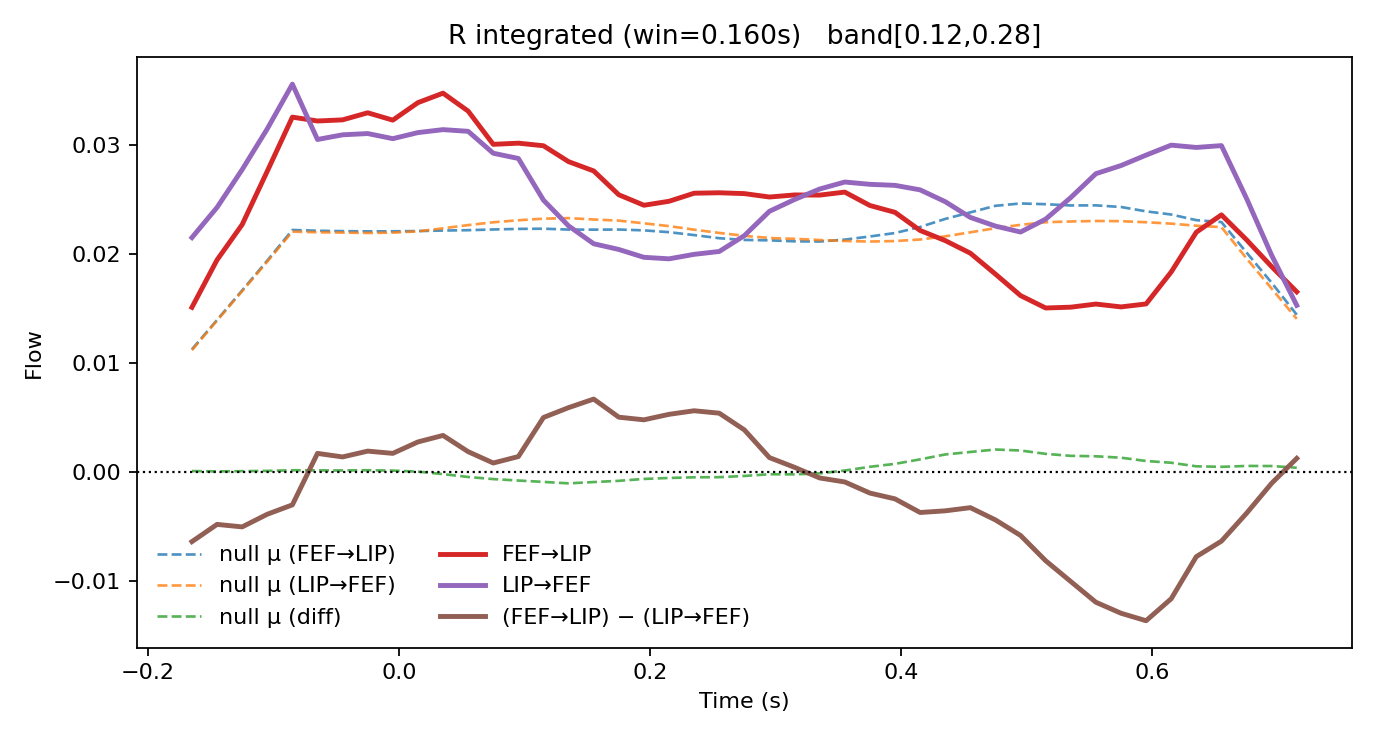 R integrated (win=0.160s)   band[0.12,0.28]
Flow
0.03
0.02
0.01
0.00
−0.01
null μ (FEF→LIP)
null μ (LIP→FEF)
null μ (diff)
FEF→LIP
LIP→FEF
(FEF→LIP) − (LIP→FEF)
−0.2
0.0
0.2
0.4
0.6
Time (s)